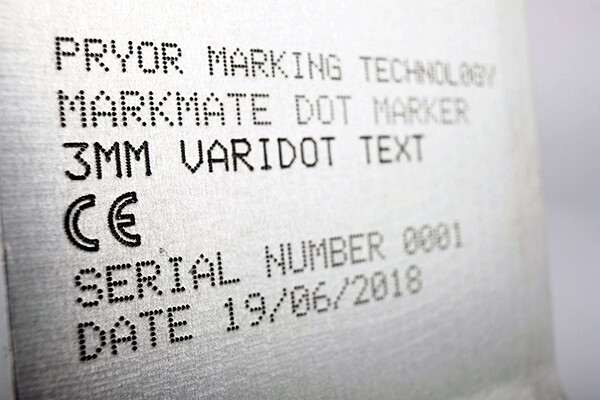 PRYOR MARKING TECHNOLOGY
MARKMATE DOT MARKER
3MM VARIDOT TEXT
CE
SERIAL NUMBER 0001
DATE 19/06/2018